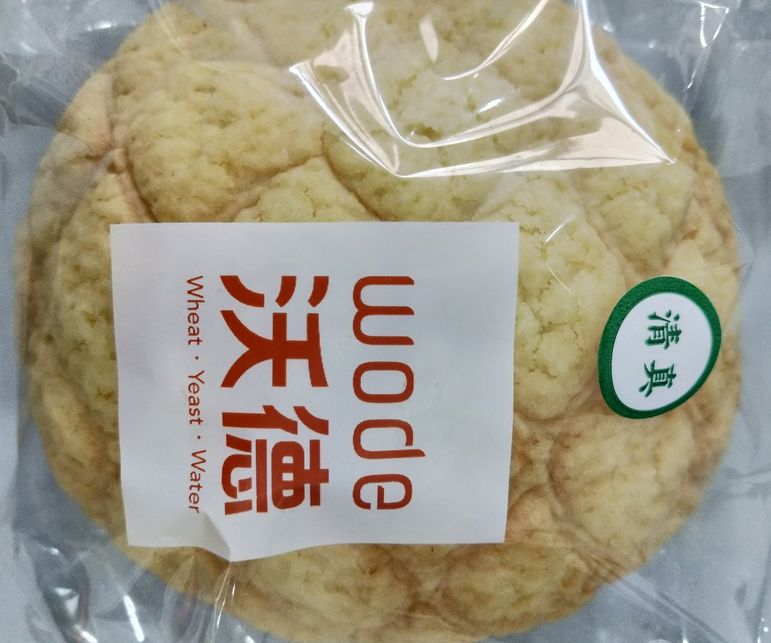 wode
沃德
Wheat · Yeast · Water
清真